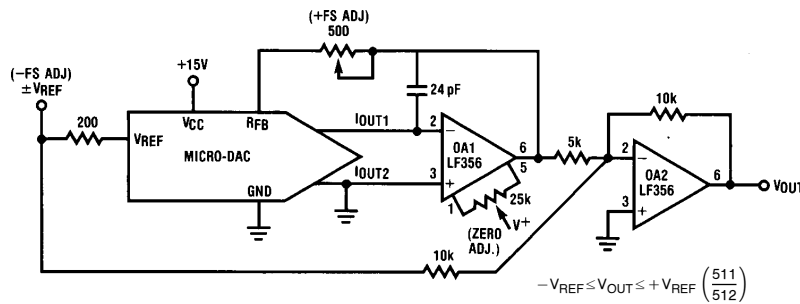 (+FS ADJ)
500
(−FS ADJ)
±VREF
+15V
24 pF
10k
200
VREF
VCC
RFB
IOUT1
2
−
6
5k
2
−
MICRO-DAC
OA1
LF356
5
OA2
LF356
6
VOUT
IOUT2
3
+
25k
GND
1
V+
3
+
(ZERO
ADJ.)
10k
−VREF ≤ VOUT ≤ +VREF (511/512)